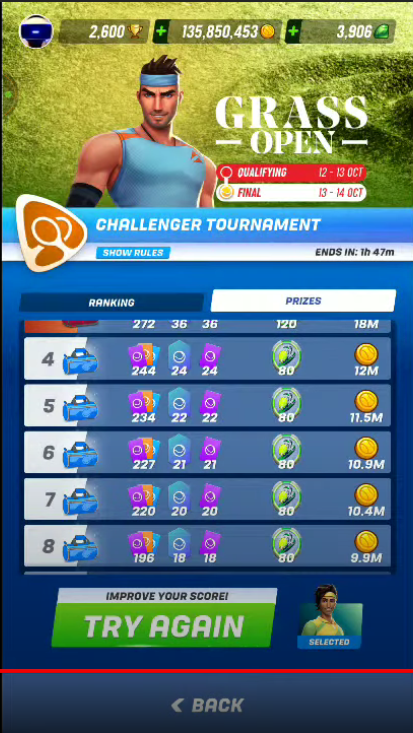 2,600 135,850,453 3,906
GRASS
OPEN
QUALIFYING 12 - 13 OCT
FINAL 13 - 14 OCT
CHALLENGER TOURNAMENT
SHOW RULES ENDS IN: 1h 47m
RANKING PRIZES
272 36 36 120 18M
4 244 24 24 80 12M
5 234 22 22 80 11.5M
6 227 21 21 80 10.9M
7 220 20 20 80 10.4M
8 196 18 18 80 9.9M
IMPROVE YOUR SCORE!
TRY AGAIN
SELECTED
< BACK